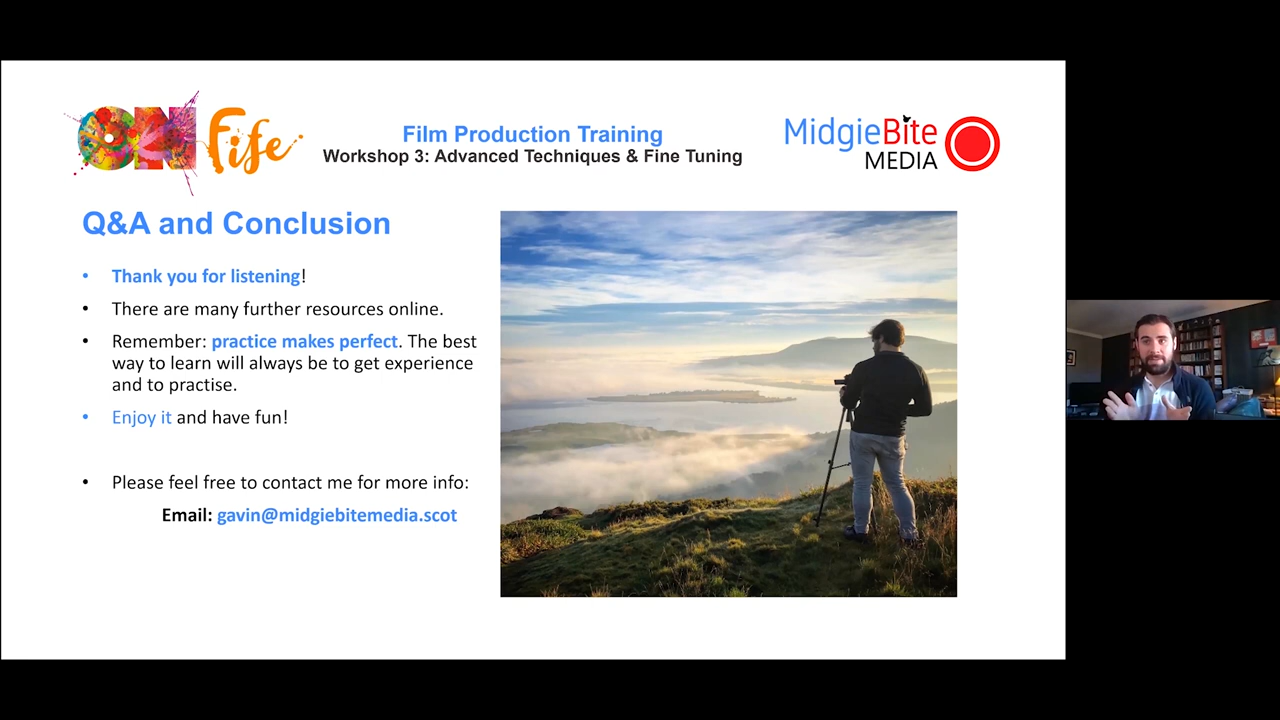 ON Fife
Film Production Training
Workshop 3: Advanced Techniques & Fine Tuning
MidgieBite
MEDIA
Q&A and Conclusion
• Thank you for listening!
• There are many further resources online.
• Remember: practice makes perfect. The best
way to learn will always be to get experience
and to practise.
• Enjoy it and have fun!
• Please feel free to contact me for more info:
Email: gavin@midgiebitemedia.scot